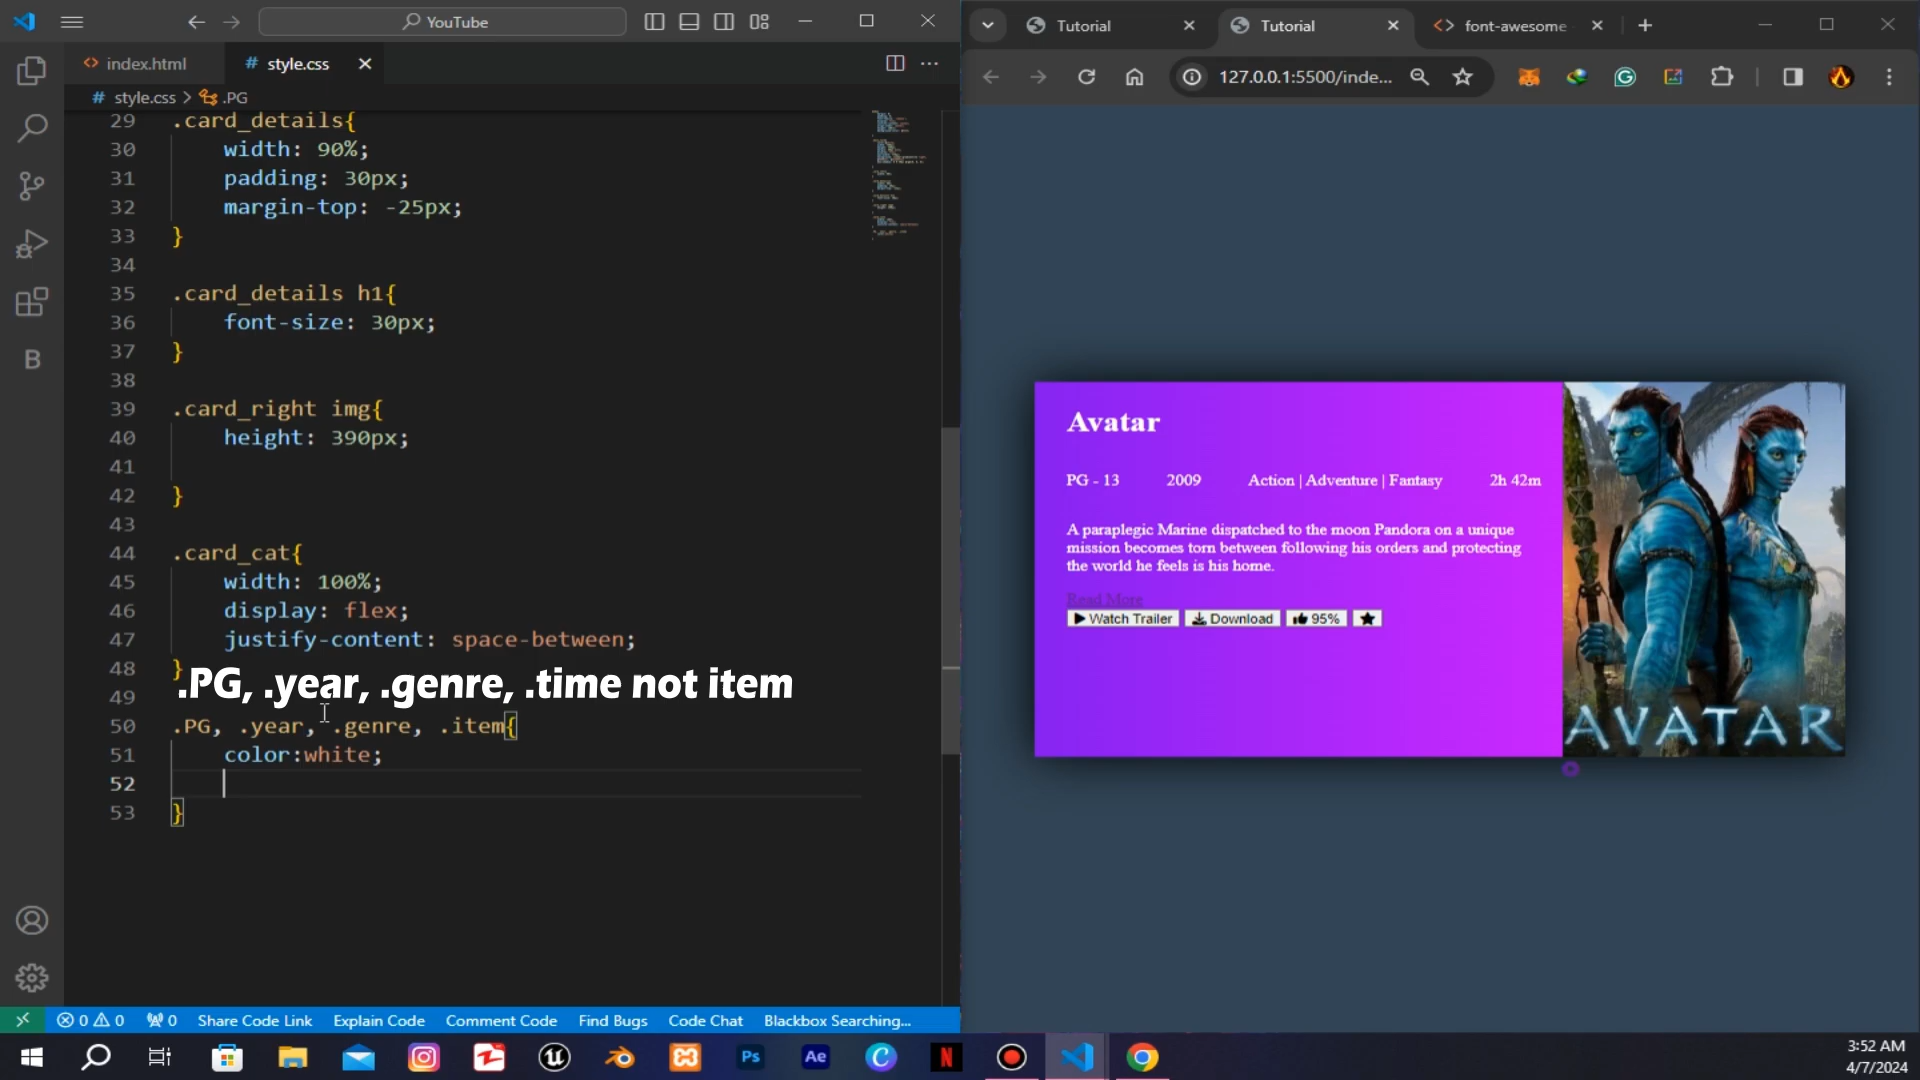 YouTube
index.html
# style.css
# style.css > .PG
29 .card_details{
30 width: 90%;
31 padding: 30px;
32 margin-top: -25px;
33 }
34
35 .card_details h1{
36 font-size: 30px;
37 }
38
39 .card_right img{
40 height: 390px;
41
42 }
43
44 .card_cat{
45 width: 100%;
46 display: flex;
47 justify-content: space-between;
48 }
.PG, .year, .genre, .time not item
49
50 .PG, .year, .genre, .item{
51 color:white;
52
53 }
B
0 0 0 Share Code Link Explain Code Comment Code Find Bugs Code Chat Blackbox Searching...
Tutorial
Tutorial
font-awesome
127.0.0.1:5500/inde...
Avatar
PG - 13 2009 Action | Adventure | Fantasy 2h 42m
A paraplegic Marine dispatched to the moon Pandora on a unique
mission becomes torn between following his orders and protecting
the world he feels is his home.
Read More
Watch Trailer Download 95%
AVATAR
Ps Ae C N
3:52 AM
4/7/2024